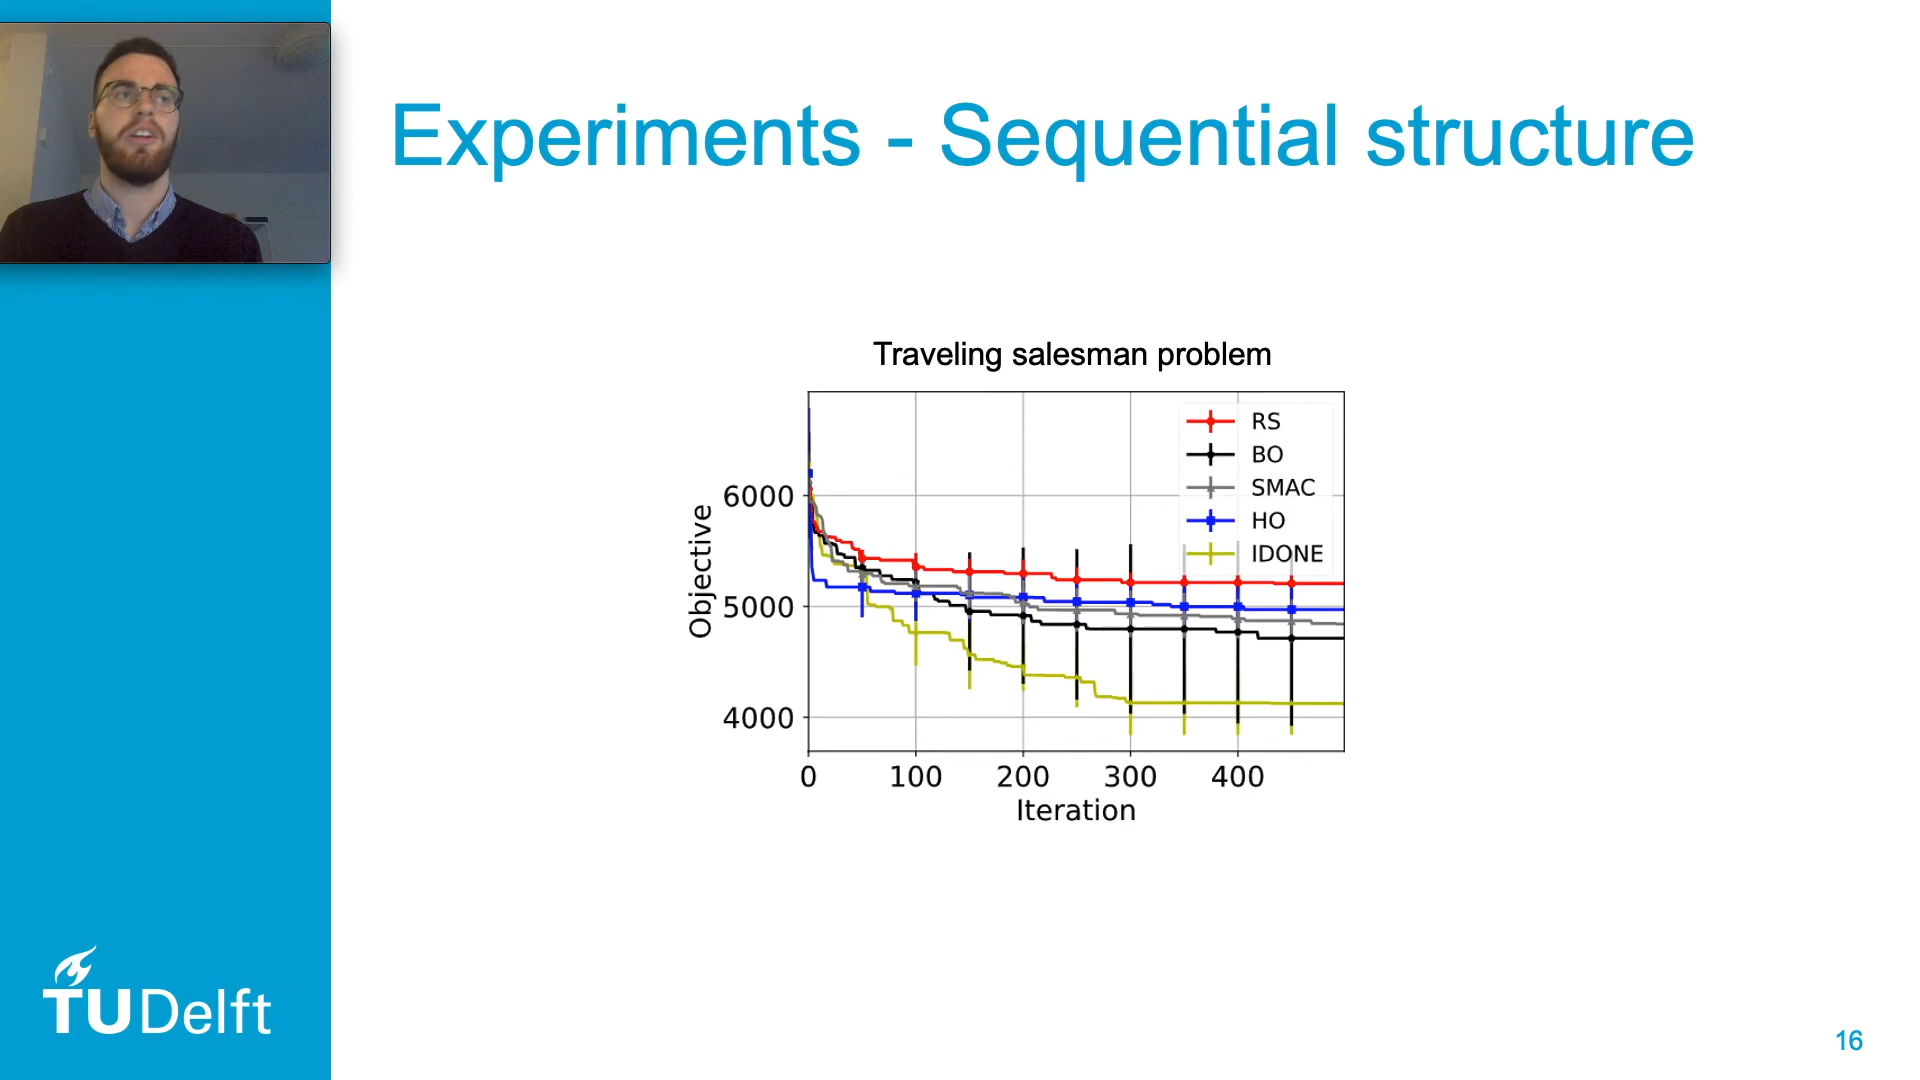 Experiments - Sequential structure
Traveling salesman problem
RS
BO
SMAC
HO
IDONE
6000
5000
4000
Objective
0 100 200 300 400
Iteration
TUDelft
16